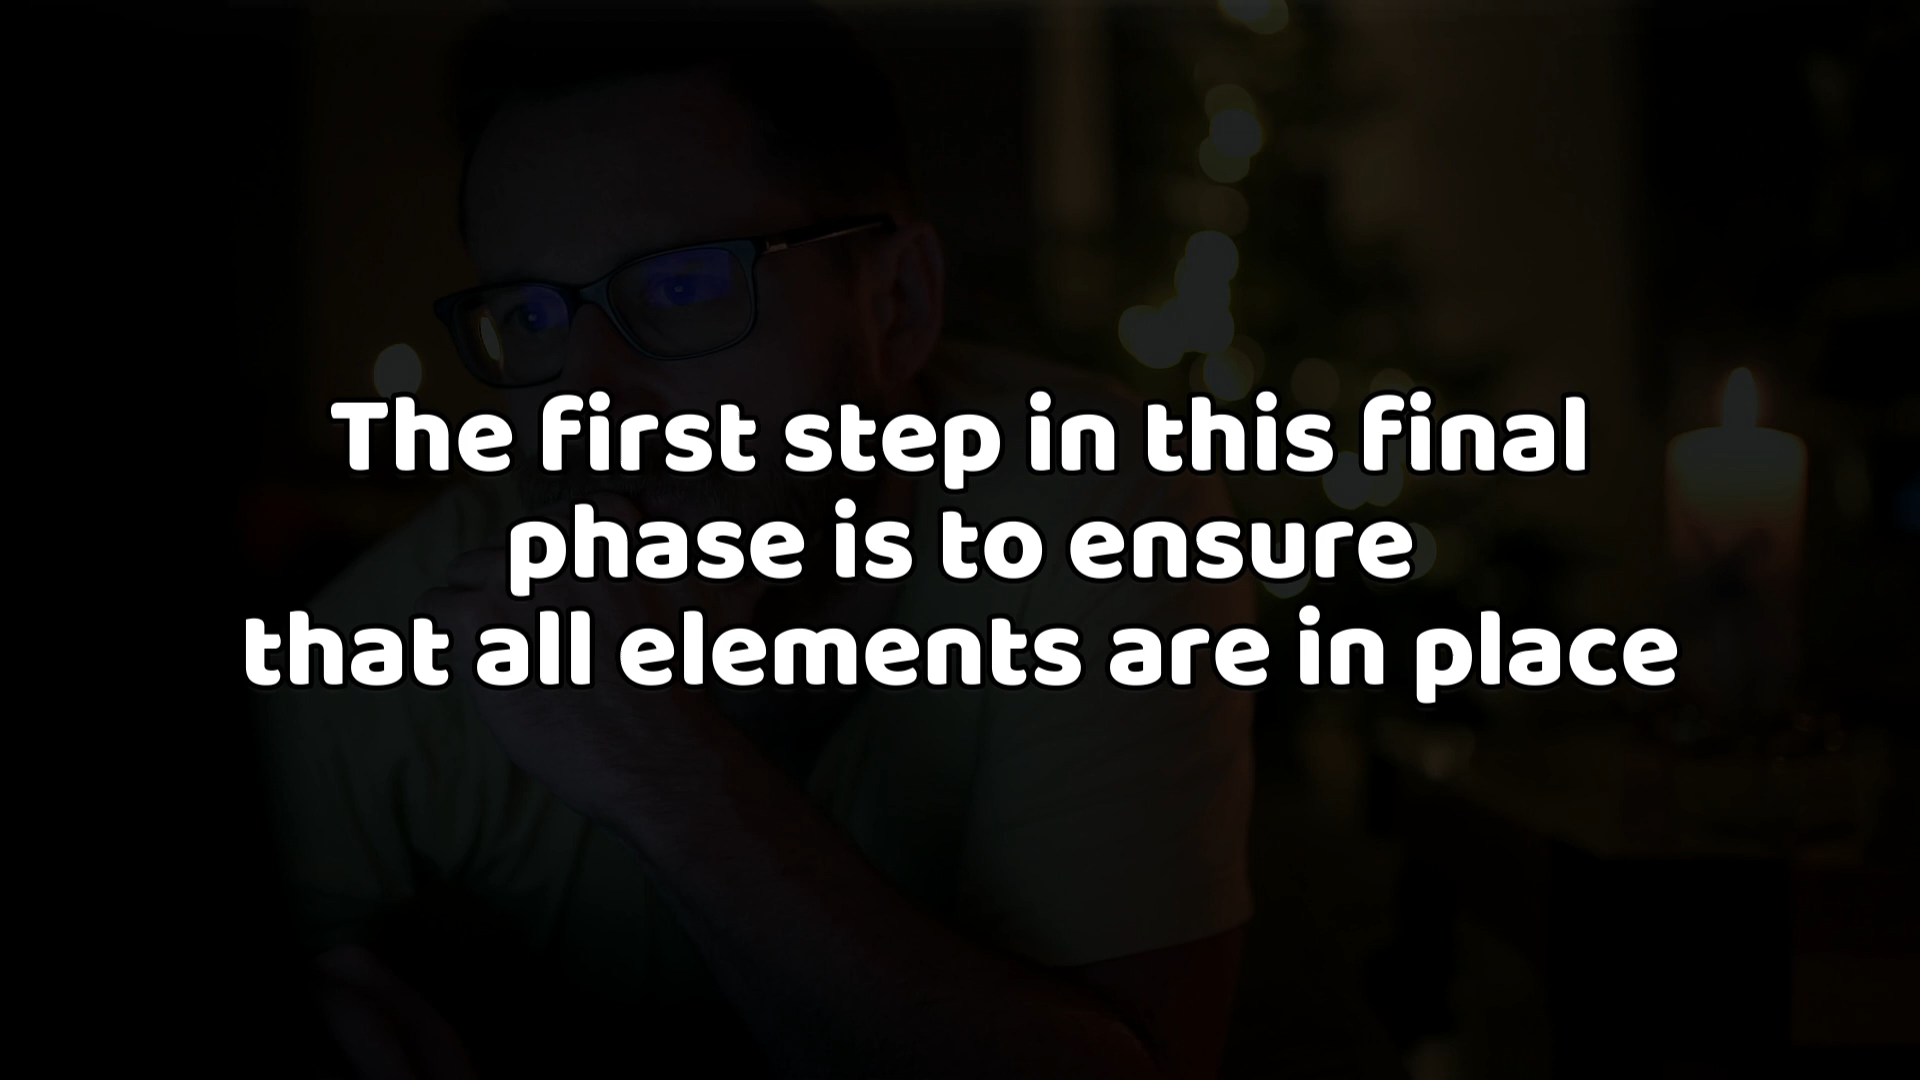 The first step in this final
phase is to ensure
that all elements are in place